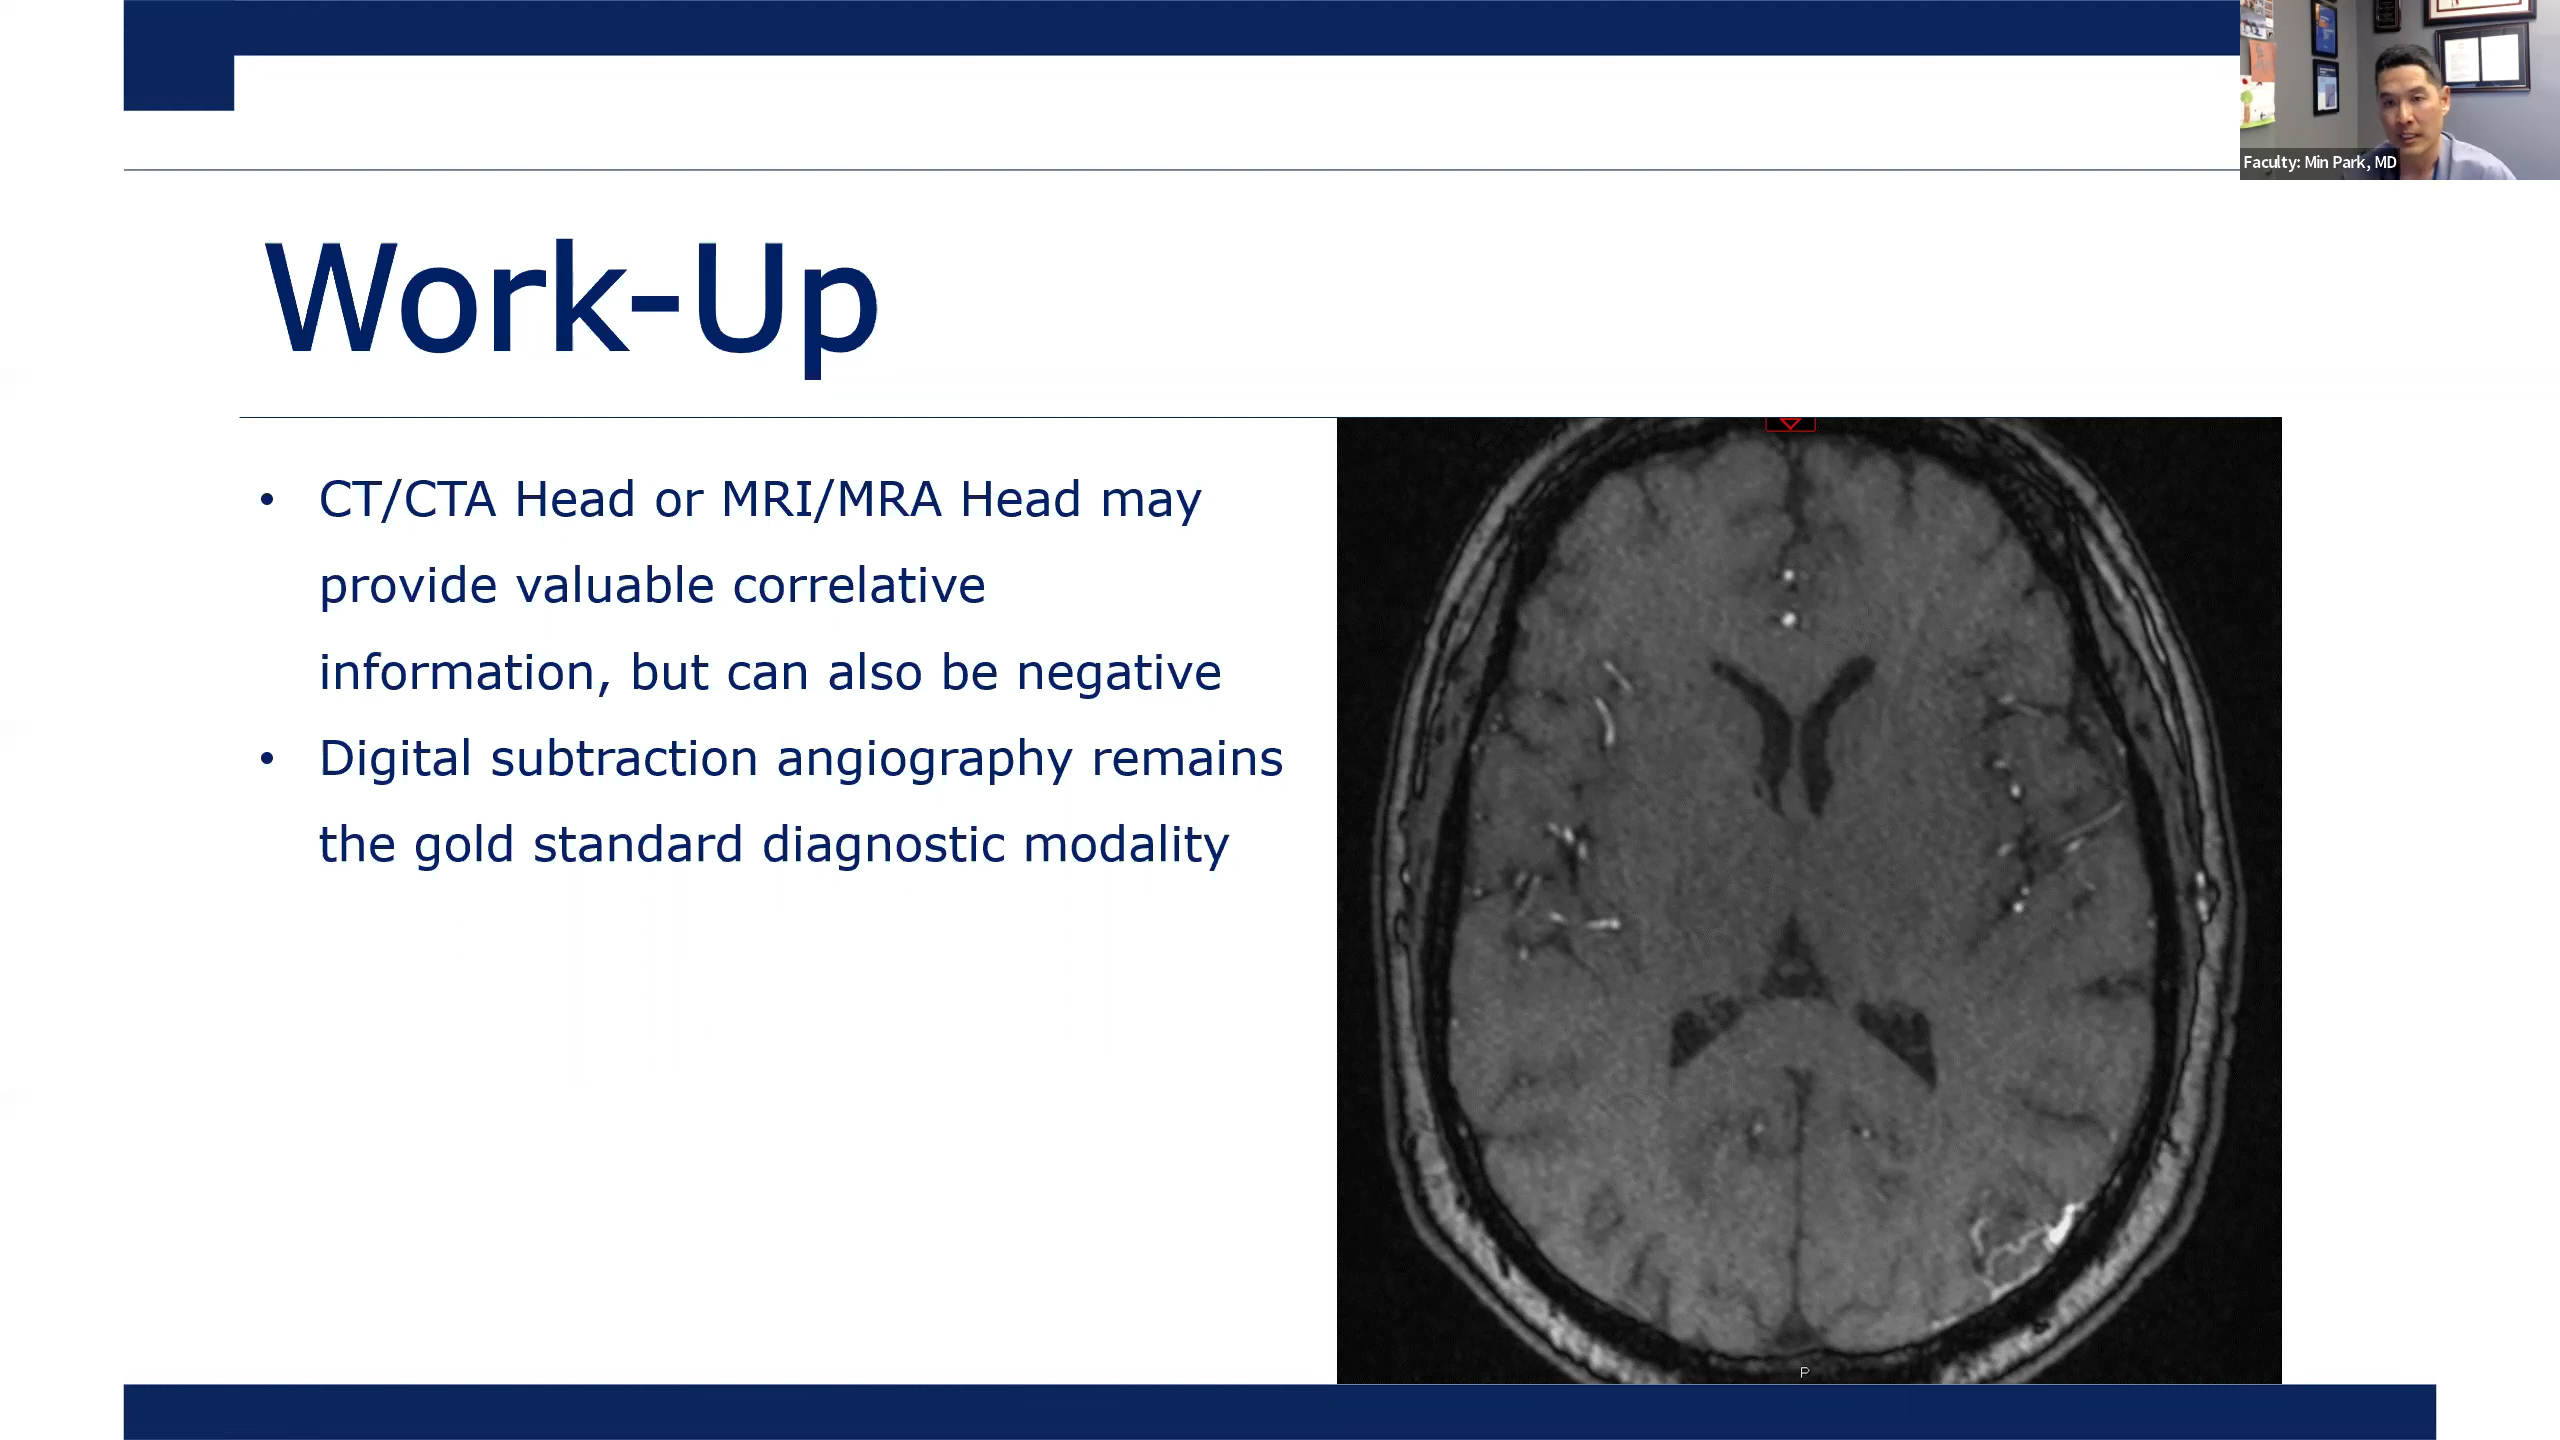 Faculty: Min Park, MD
Work-Up
• CT/CTA Head or MRI/MRA Head may
provide valuable correlative
information, but can also be negative
• Digital subtraction angiography remains
the gold standard diagnostic modality
P